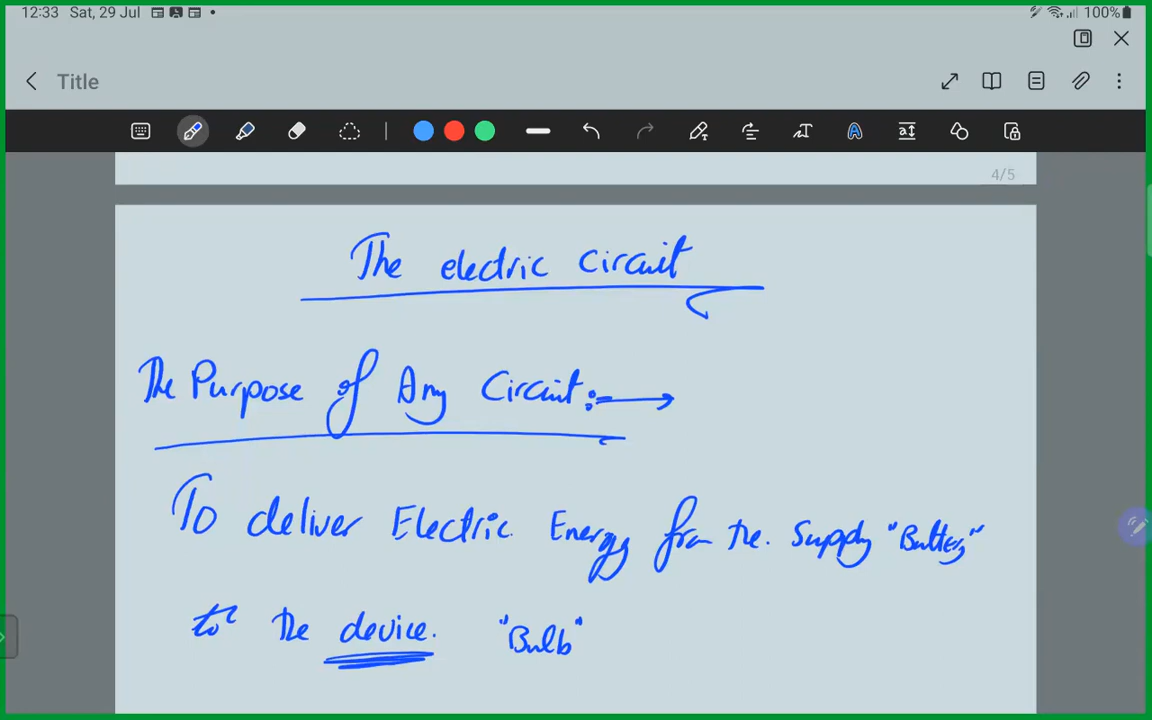 12:33 Sat, 29 Jul
100%
Title
4/5
The electric Circuit
The Purpose of Any Circuit:-
To deliver Electric Energy from the Supply "Battery"
to the device. "Bulb"